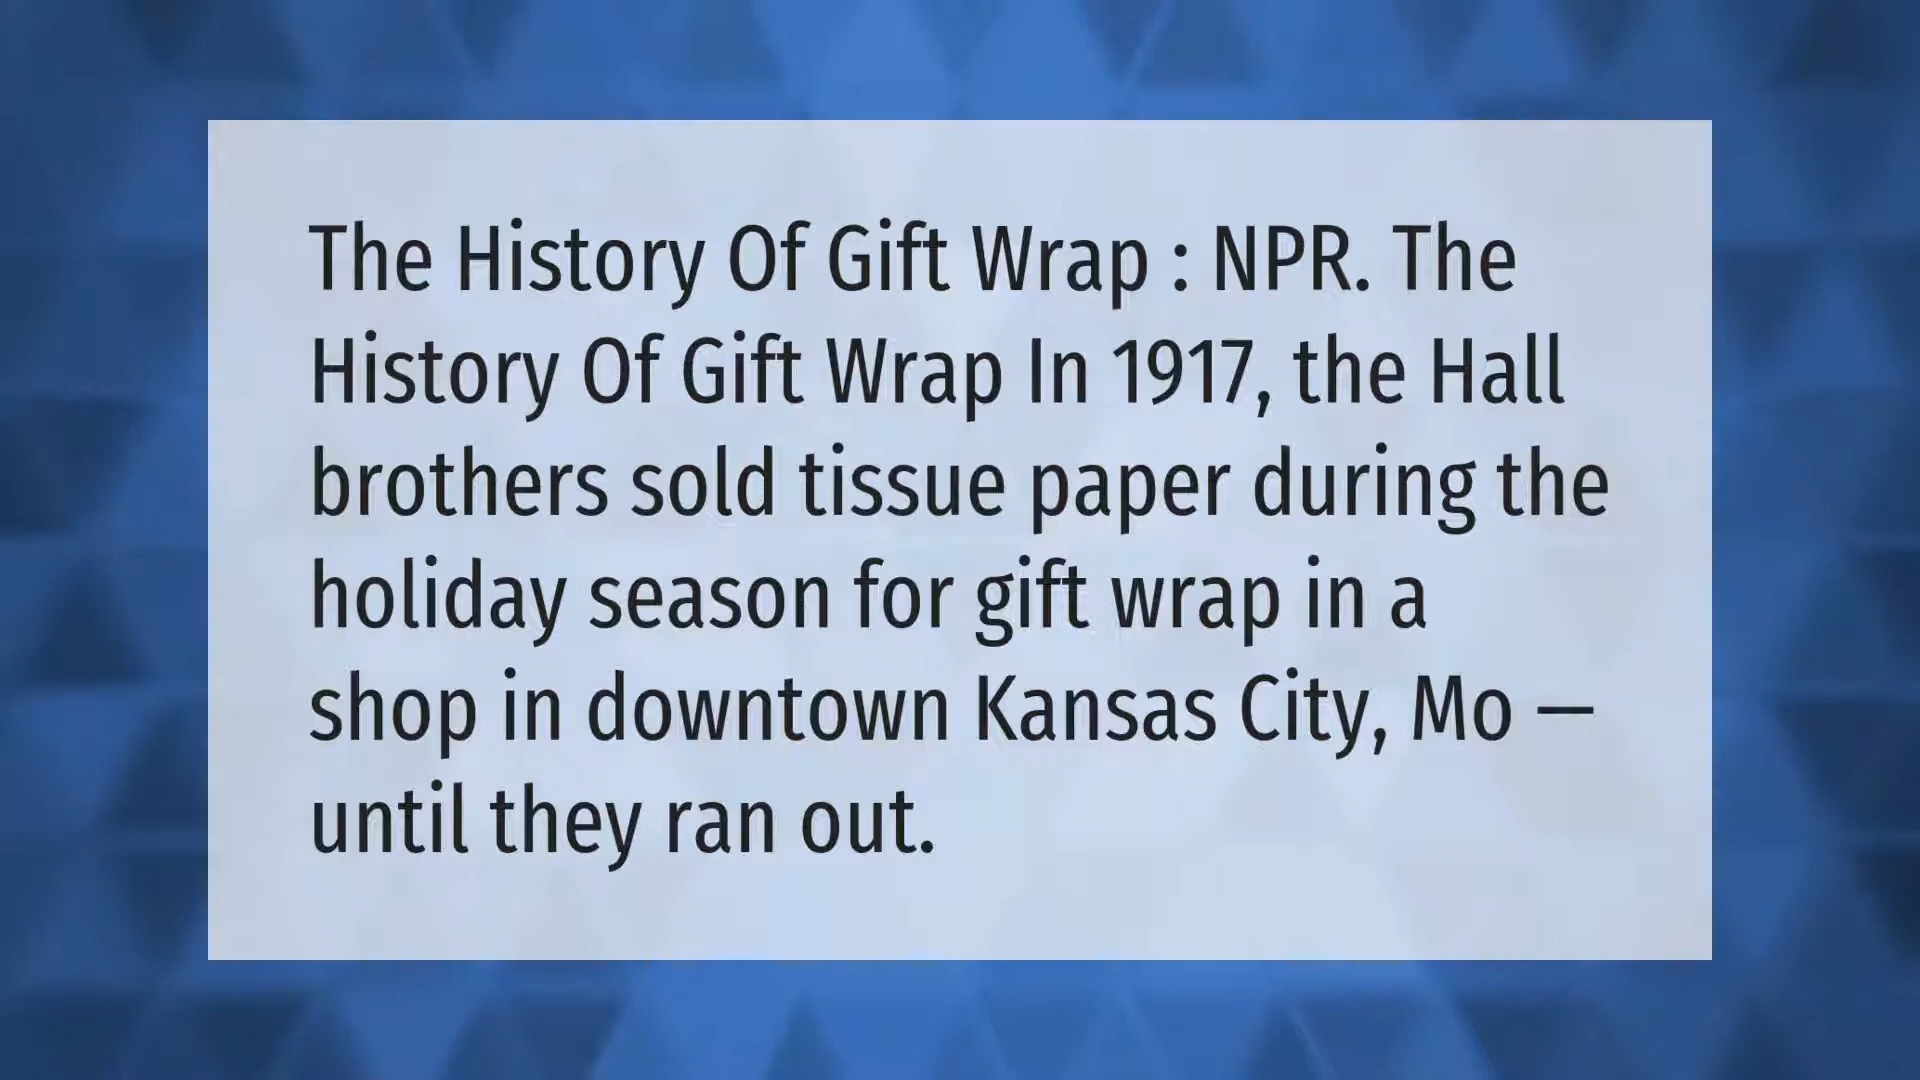 The History Of Gift Wrap : NPR. The
History Of Gift Wrap In 1917, the Hall
brothers sold tissue paper during the
holiday season for gift wrap in a
shop in downtown Kansas City, Mo —
until they ran out.